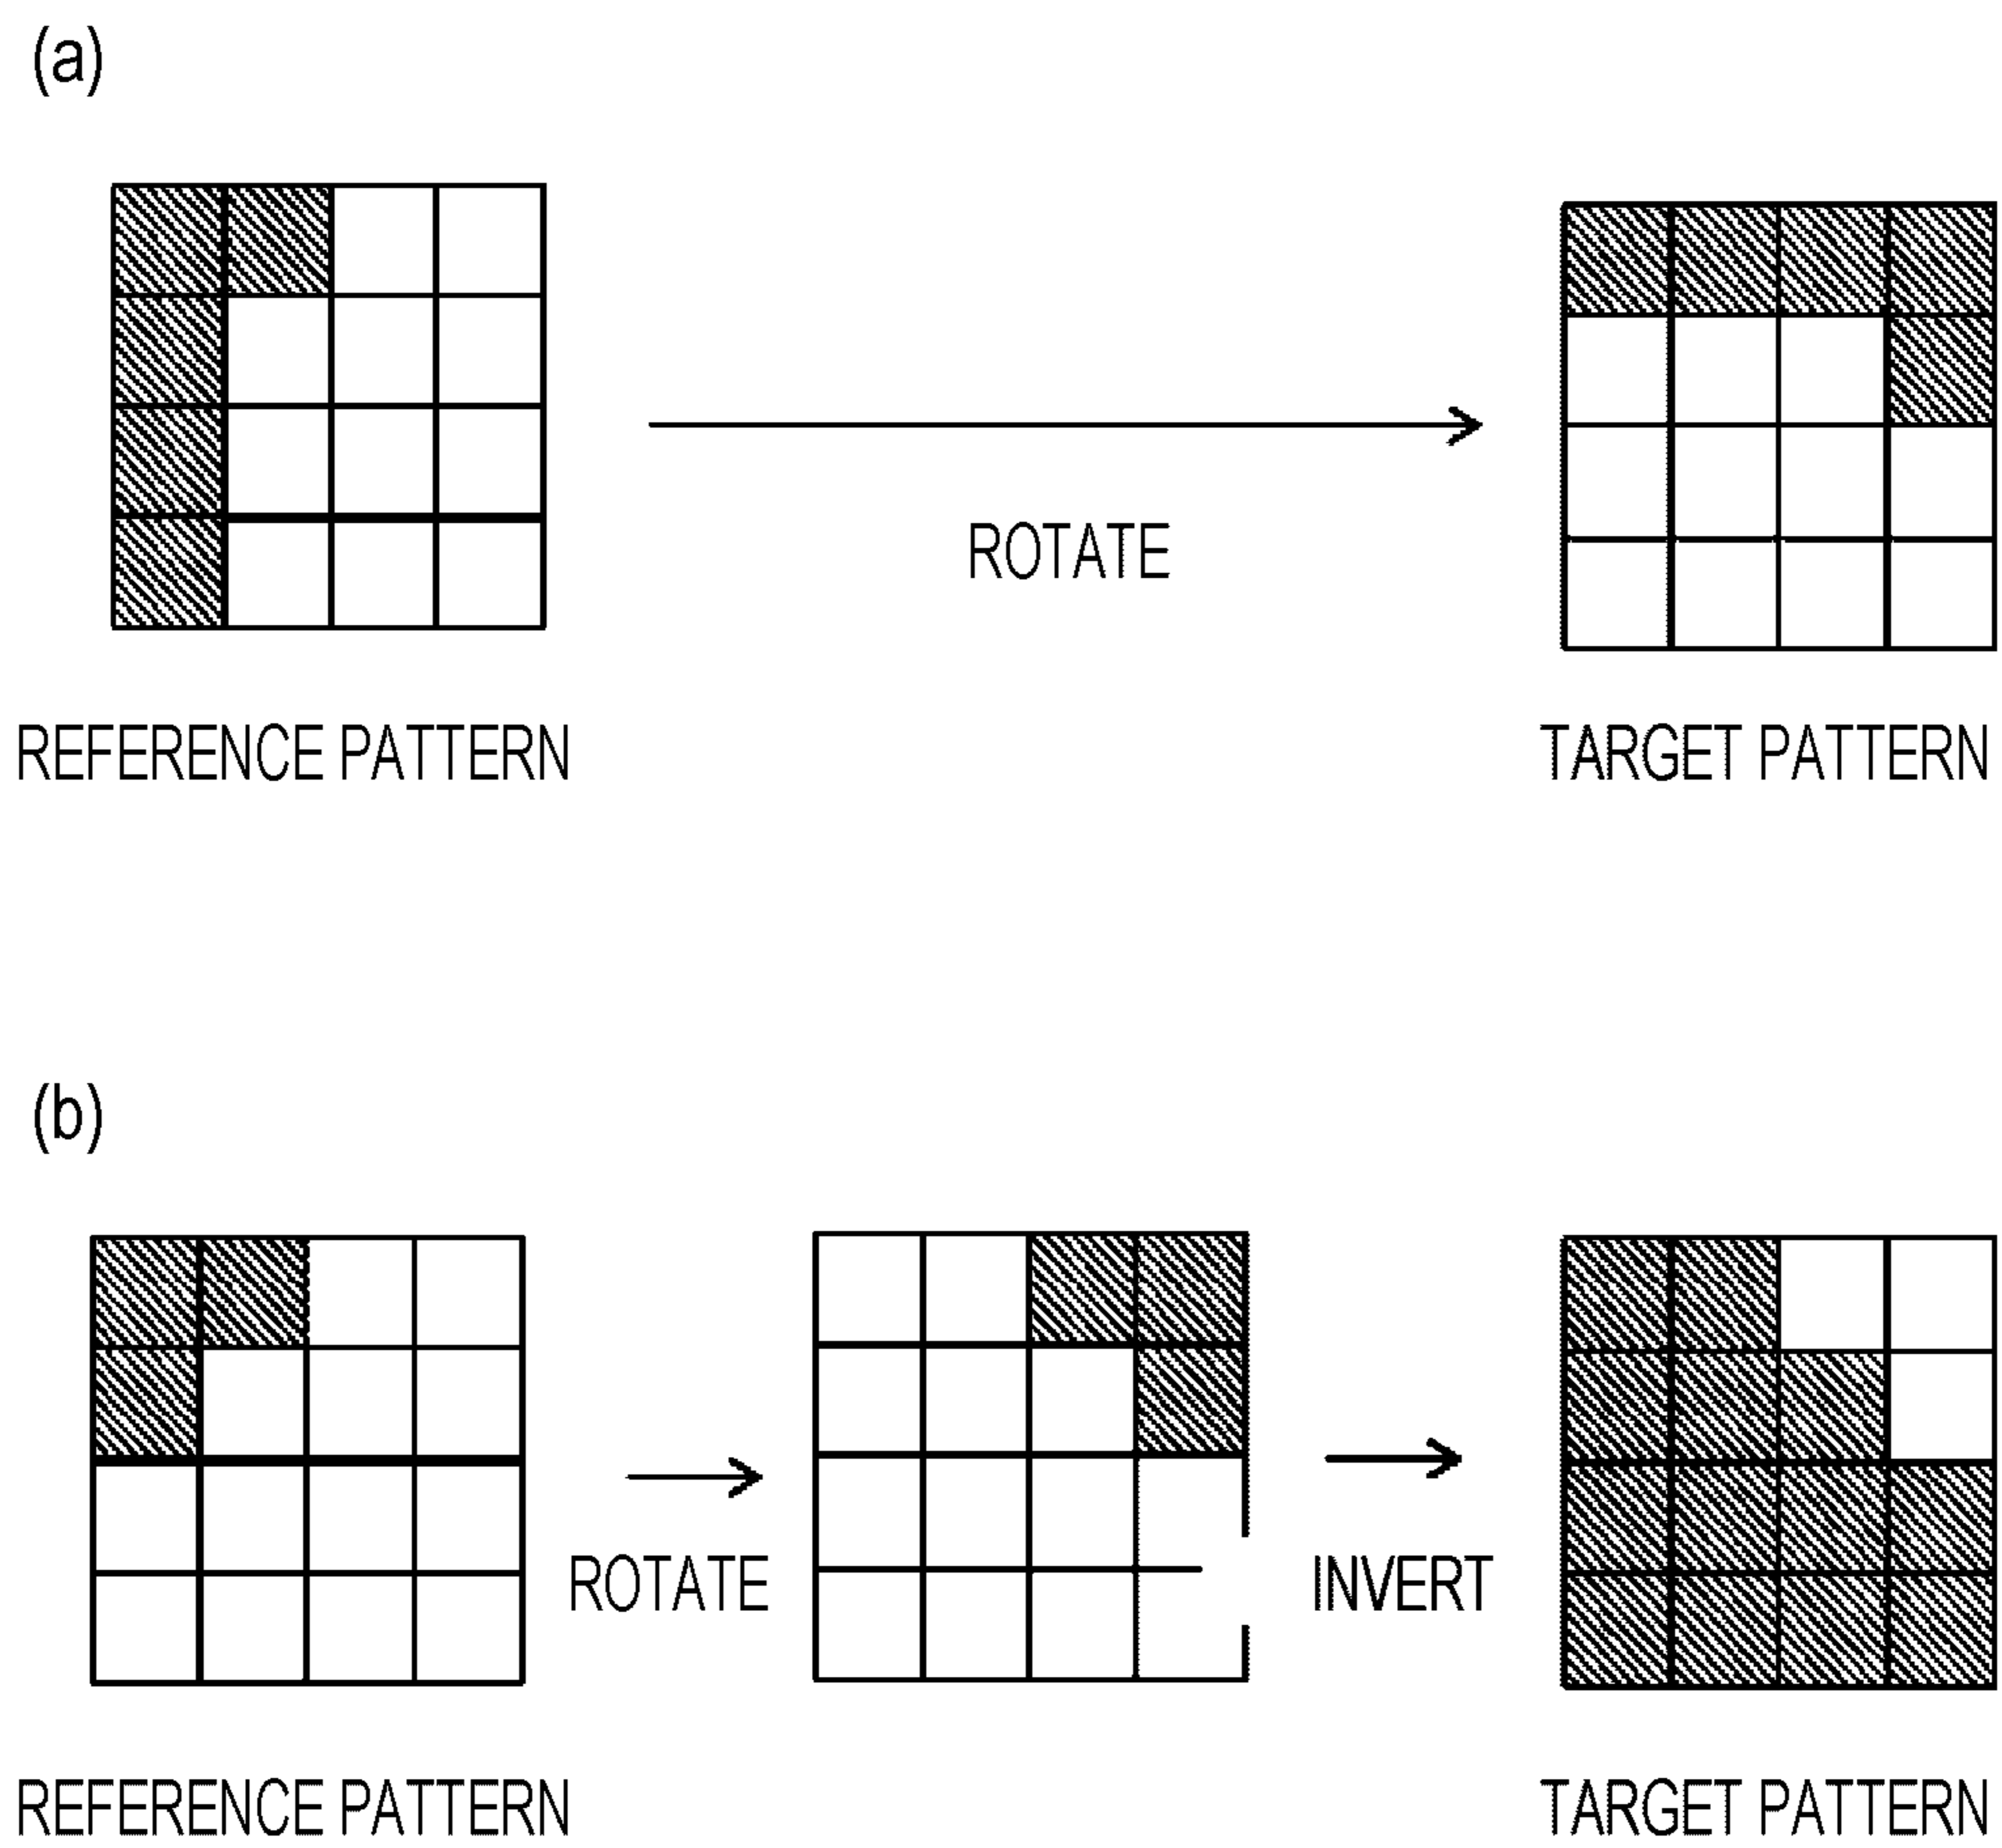 (a)
ROTATE
REFERENCE PATTERN
TARGET PATTERN
(b)
ROTATE
INVERT
REFERENCE PATTERN
TARGET PATTERN